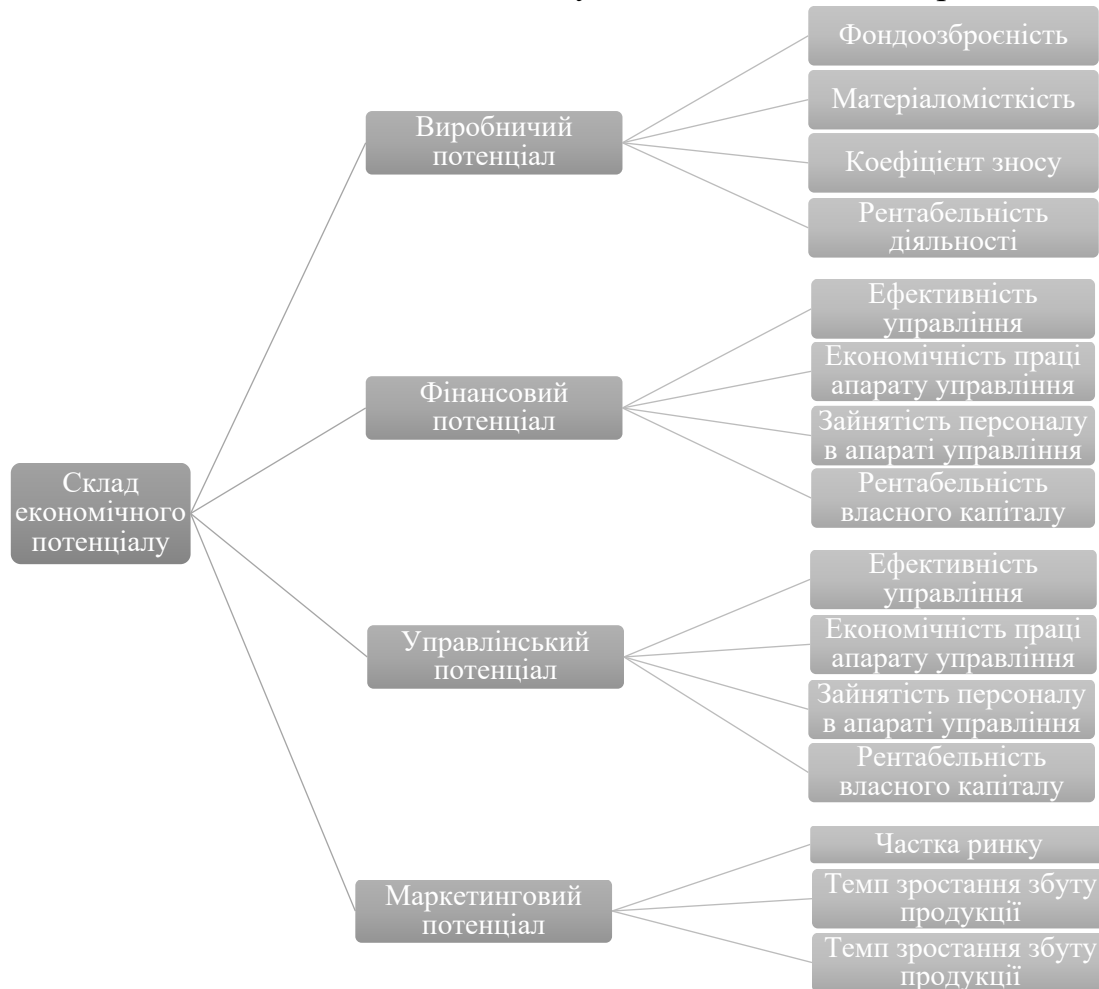 Фондоозброєність
Матеріаломісткість
Виробничий
потенціал
Коефіцієнт зносу
Рентабельність
діяльності
Ефективність
управління
Економічність праці
апарату управління
Фінансовий
потенціал
Зайнятість персоналу
в апараті управління
Рентабельність
власного капіталу
Склад
економічного
потенціалу
Ефективність
управління
Економічність праці
апарату управління
Управлінський
потенціал
Зайнятість персоналу
в апараті управління
Рентабельність
власного капіталу
Частка ринку
Маркетинговий
потенціал
Темп зростання збуту
продукції
Темп зростання збуту
продукції